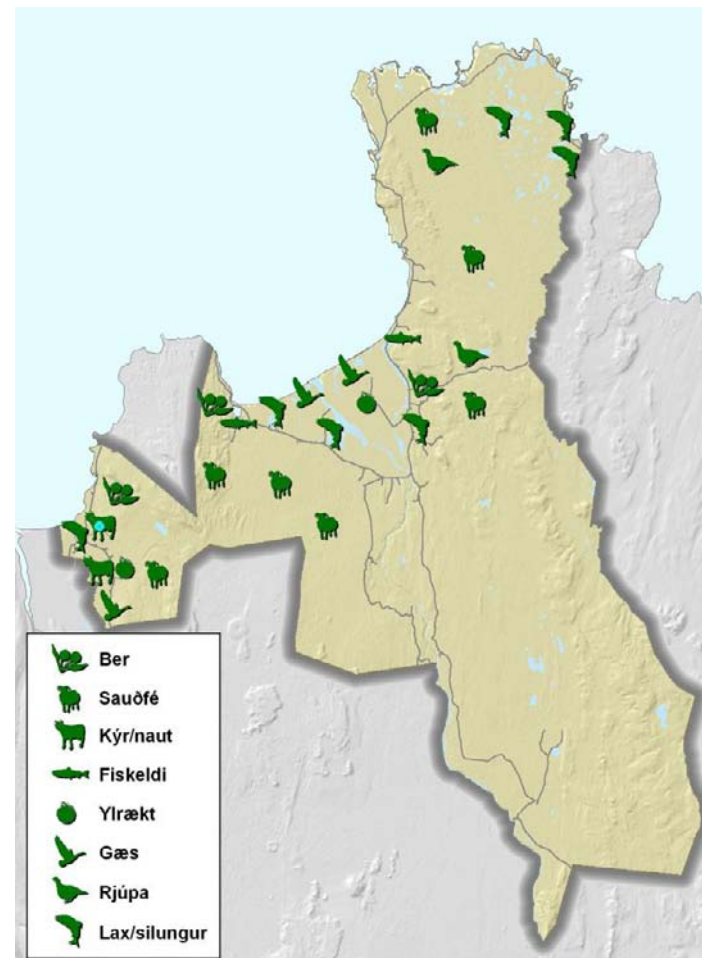 Ber
Sauðfé
Kýr/naut
Fiskeldi
Ylrækt
Gæs
Rjúpa
Lax/silungur